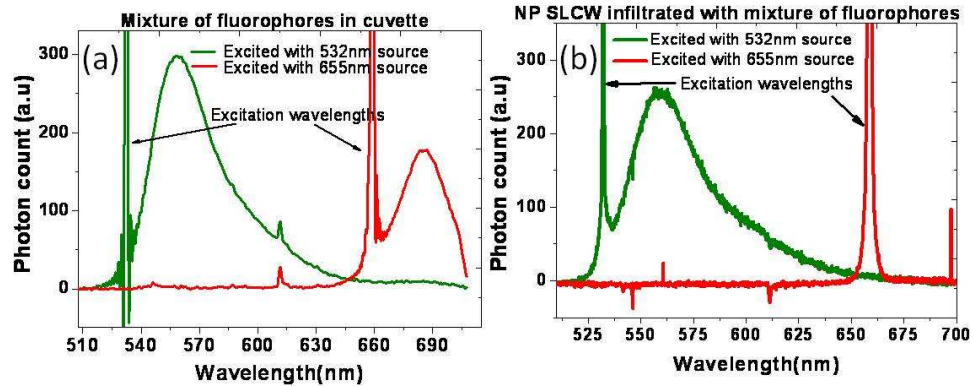 Mixture of fluorophores in cuvette
(a)
Excited with 532nm source
Excited with 655nm source
Excitation wavelengths
Photon count (a.u)
300
200
100
0
510 540 570 600 630 660 690
Wavelength(nm)
NP SLCW infiltrated with mixture of fluorophores
(b)
Excited with 532nm source
Excited with 655nm source
Excitation wavelengths
Photon count (a.u)
300
200
100
0
525 550 575 600 625 650 675 700
Wavelength(nm)